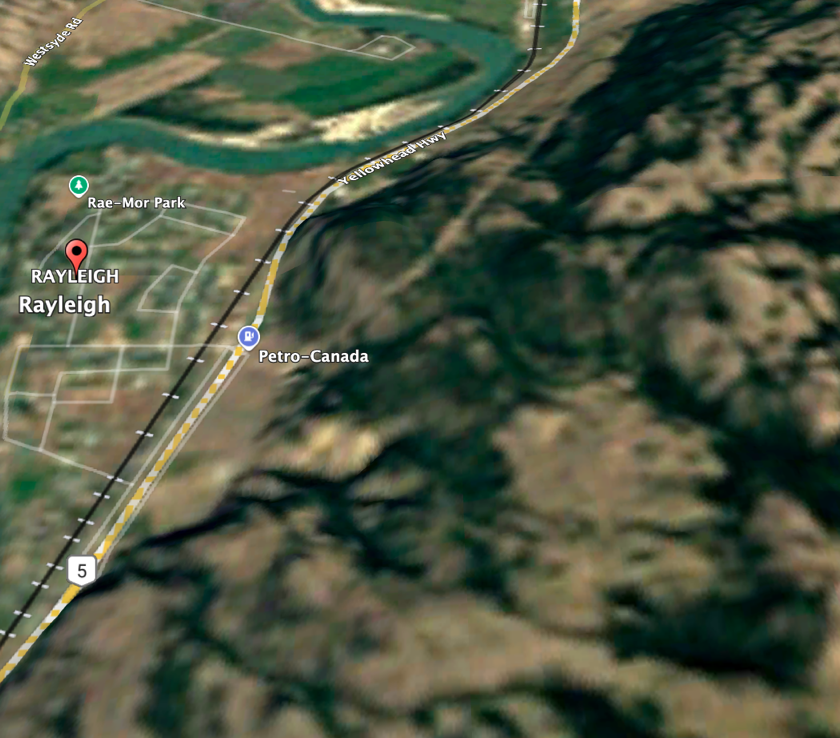 Westsyde Rd
Yellowhead Hwy
Rae-Mor Park
RAYLEIGH
Rayleigh
Petro-Canada
5